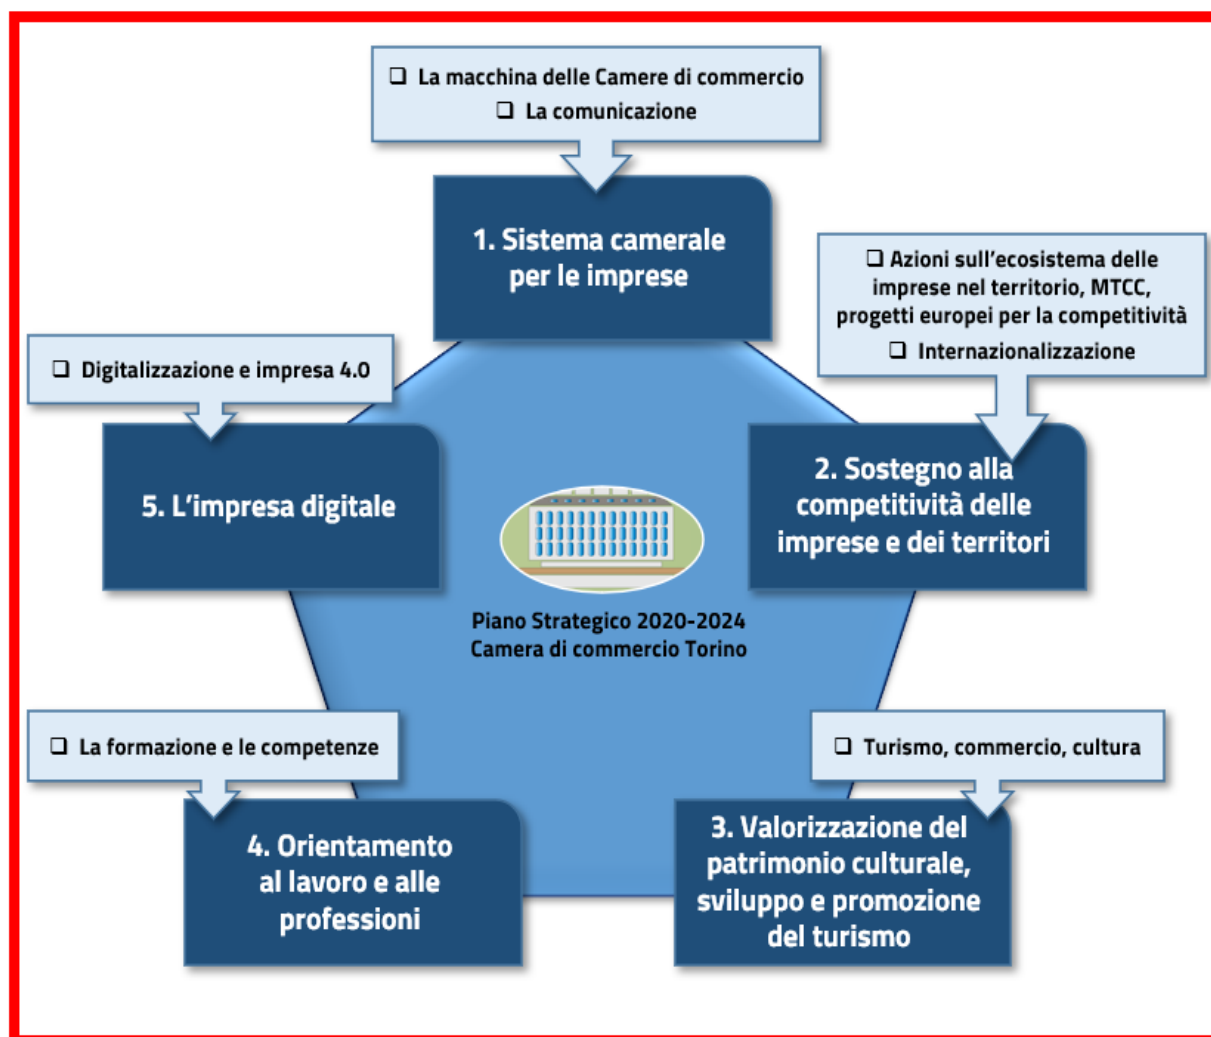 ❑ La macchina delle Camere di commercio
❑ La comunicazione
1. Sistema camerale
per le imprese
❑ Azioni sull’ecosistema delle
imprese nel territorio, MTCC,
progetti europei per la competitività
❑ Internazionalizzazione
2. Sostegno alla
competitività delle
imprese e dei territori
❑ Digitalizzazione e impresa 4.0
5. L’impresa digitale
Piano Strategico 2020-2024
Camera di commercio Torino
❑ La formazione e le competenze
4. Orientamento
al lavoro e alle
professioni
❑ Turismo, commercio, cultura
3. Valorizzazione del
patrimonio culturale,
sviluppo e promozione
del turismo